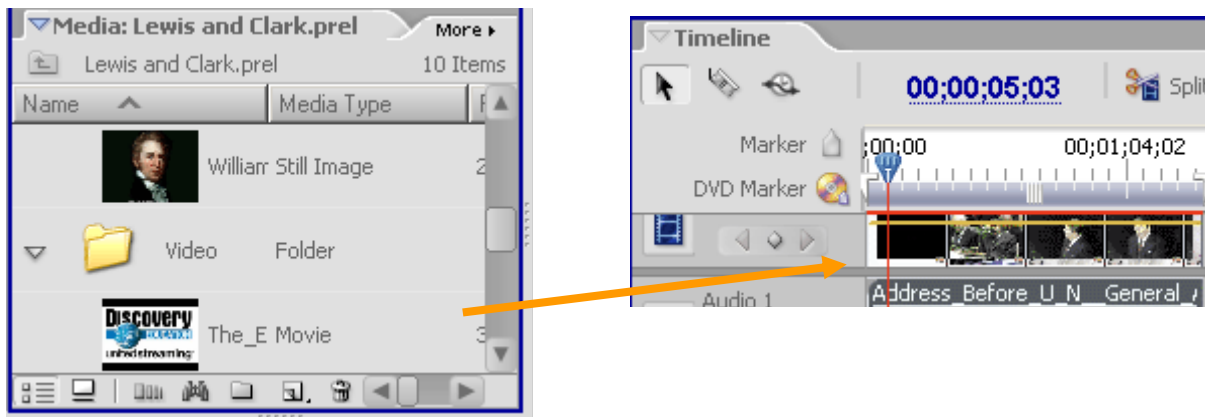 Media: Lewis and Clark.prel More
Lewis and Clark.prel 10 Items
Name Media Type
William Still Image
Video Folder
Discovery
EDUCATION
unitedstreaming
The_E Movie
Timeline
00;00;05;03 Split
Marker ;00;00 00;01;04;02
DVD Marker
Audio 1 Address_Before_U_N__General_